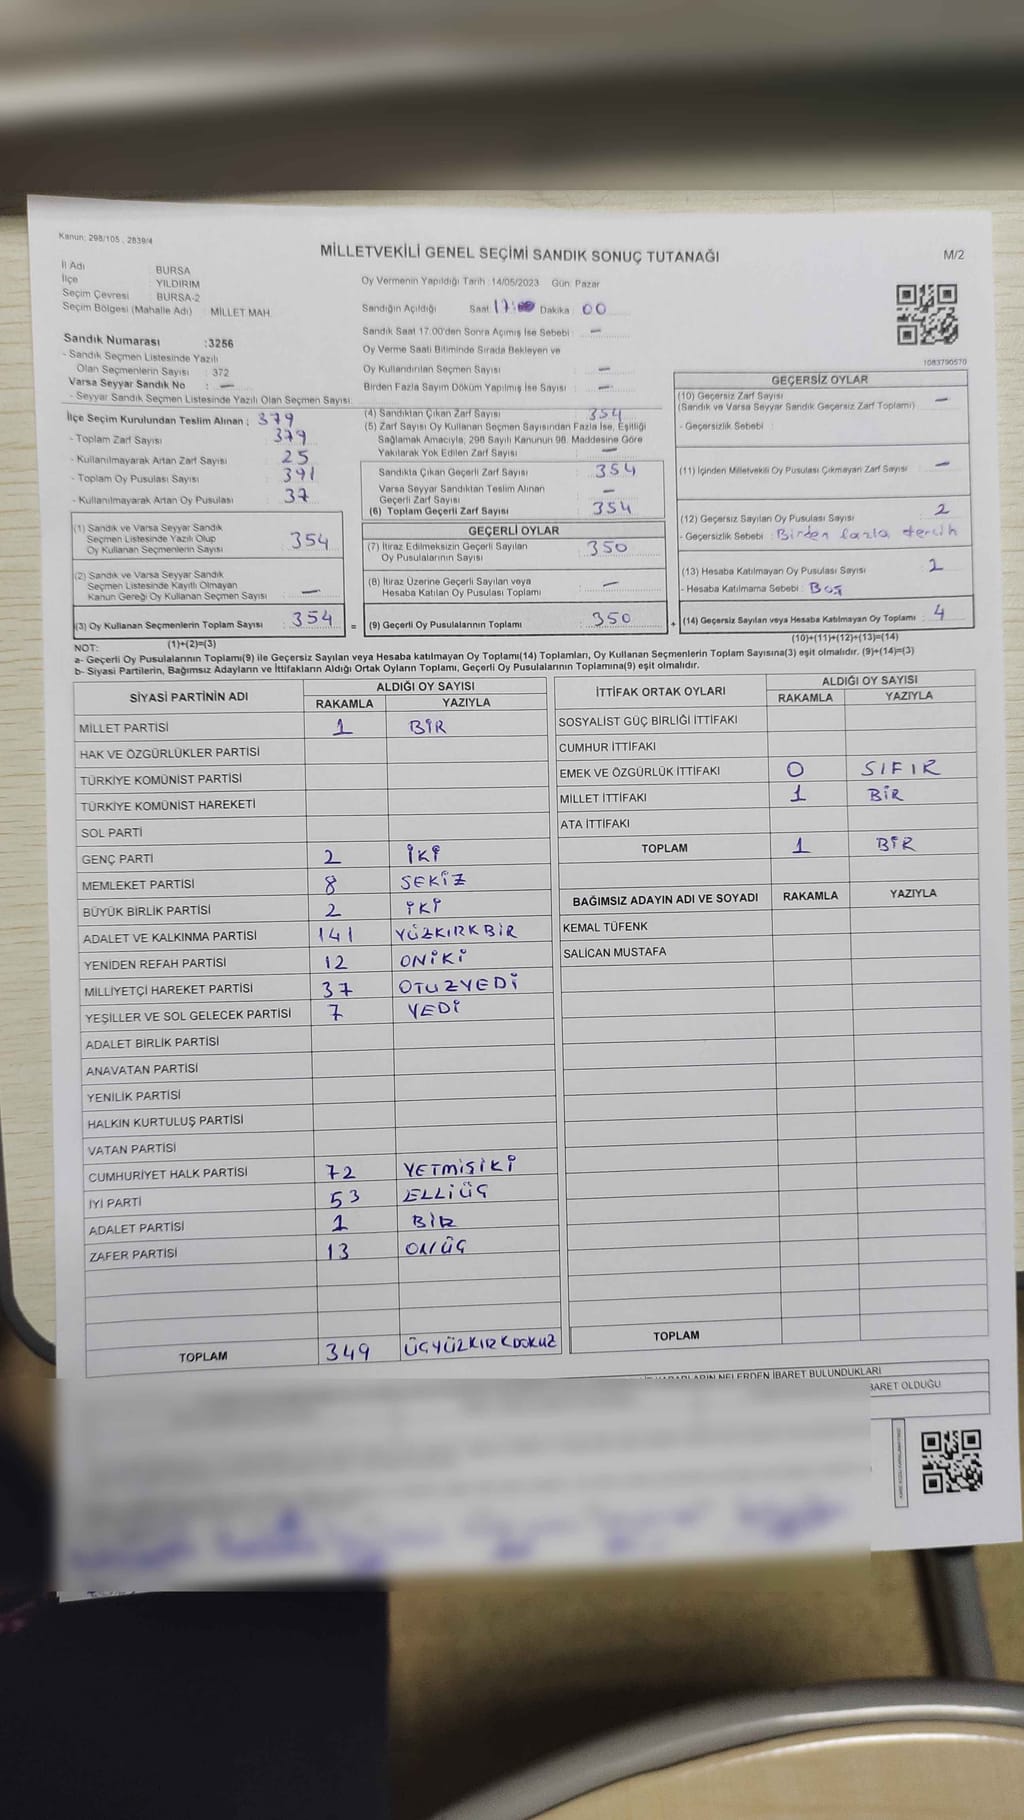 Kanun: 298/105 , 2839/4
MİLLETVEKİLİ GENEL SEÇİMİ SANDIK SONUÇ TUTANAĞI
M/2
İl Adı BURSA
İlçe YILDIRIM
Seçim Çevresi BURSA-2
Seçim Bölgesi (Mahalle Adı) : MİLLET MAH.
Oy Vermenin Yapıldığı Tarih : 14/05/2023 Gün: Pazar
Sandığın Açıldığı Saat 17:00 Dakika : 00
Sandık Saat 17:00'den Sonra Açımış İse Sebebi : —
Oy Verme Saati Bitiminde Sırada Bekleyen ve
Oy Kullandırılan Seçmen Sayısı : —
Birden Fazla Sayım Döküm Yapılmış İse Sayısı : —
Sandık Numarası :3256
- Sandık Seçmen Listesinde Yazılı
Olan Seçmenlerin Sayısı : 372
Varsa Seyyar Sandık No : —
- Seyyar Sandık Seçmen Listesinde Yazılı Olan Seçmen Sayısı:
1083790570
İlçe Seçim Kurulundan Teslim Alınan : 379
- Toplam Zarf Sayısı : 379
- Kullanılmayarak Artan Zarf Sayısı : 25
- Toplam Oy Pusulası Sayısı : 391
- Kullanılmayarak Artan Oy Pusulası : 37
(4) Sandıktan Çıkan Zarf Sayısı : 354
(5) Zarf Sayısı Oy Kullanan Seçmen Sayısından Fazla İse, Eşitliği
Sağlamak Amacıyla, 298 Sayılı Kanunun 98. Maddesine Göre
Yakılarak Yok Edilen Zarf Sayısı : —
Sandıkta Çıkan Geçerli Zarf Sayısı : 354
Varsa Seyyar Sandıktan Teslim Alınan
Geçerli Zarf Sayısı : —
(6) Toplam Geçerli Zarf Sayısı : 354
GEÇERSİZ OYLAR
(10) Geçersiz Zarf Sayısı
(Sandık ve Varsa Seyyar Sandık Geçersiz Zarf Toplamı) : —
- Geçersizlik Sebebi :
(11) İçinden Milletvekili Oy Pusulası Çıkmayan Zarf Sayısı : —
(12) Geçersiz Sayılan Oy Pusulası Sayısı : 2
- Geçersizlik Sebebi : Birden fazla tercih
(13) Hesaba Katılmayan Oy Pusulası Sayısı : 2
- Hesaba Katılmama Sebebi : Boş
(14) Geçersiz Sayılan veya Hesaba Katılmayan Oy Toplamı : 4
(10)+(11)+(12)+(13)=(14)
(1) Sandık ve Varsa Seyyar Sandık
Seçmen Listesinde Yazılı Olup
Oy Kullanan Seçmenlerin Sayısı : 354
(2) Sandık ve Varsa Seyyar Sandık
Seçmen Listesinde Kayıtlı Olmayan
Kanun Gereği Oy Kullanan Seçmen Sayısı : —
(3) Oy Kullanan Seçmenlerin Toplam Sayısı : 354
(1)+(2)=(3)
=
GEÇERLİ OYLAR
(7) İtiraz Edilmeksizin Geçerli Sayılan
Oy Pusulalarının Sayısı : 350
(8) İtiraz Üzerine Geçerli Sayılan veya
Hesaba Katılan Oy Pusulası Toplamı : —
(9) Geçerli Oy Pusulalarının Toplamı : 350
+
NOT:
a- Geçerli Oy Pusulalarının Toplamı(9) ile Geçersiz Sayılan veya Hesaba katılmayan Oy Toplamı(14) Toplamları, Oy Kullanan Seçmenlerin Toplam Sayısına(3) eşit olmalıdır. (9)+(14)=(3)
b- Siyasi Partilerin, Bağımsız Adayların ve İttifakların Aldığı Ortak Oyların Toplamı, Geçerli Oy Pusulalarının Toplamına(9) eşit olmalıdır.
SİYASİ PARTİNİN ADI ALDIĞI OY SAYISI
RAKAMLA YAZIYLA
MİLLET PARTİSİ 1 BİR
HAK VE ÖZGÜRLÜKLER PARTİSİ
TÜRKİYE KOMÜNİST PARTİSİ
TÜRKİYE KOMÜNİST HAREKETİ
SOL PARTİ
GENÇ PARTİ 2 İKİ
MEMLEKET PARTİSİ 8 SEKİZ
BÜYÜK BİRLİK PARTİSİ 2 İKİ
ADALET VE KALKINMA PARTİSİ 141 YÜZKIRKBİR
YENİDEN REFAH PARTİSİ 12 ONİKİ
MİLLİYETÇİ HAREKET PARTİSİ 37 OTUZYEDİ
YEŞİLLER VE SOL GELECEK PARTİSİ 7 YEDİ
ADALET BİRLİK PARTİSİ
ANAVATAN PARTİSİ
YENİLİK PARTİSİ
HALKIN KURTULUŞ PARTİSİ
VATAN PARTİSİ
CUMHURİYET HALK PARTİSİ 72 YETMİŞİKİ
İYİ PARTİ 53 ELLİÜÇ
ADALET PARTİSİ 1 BİR
ZAFER PARTİSİ 13 ONÜÇ
TOPLAM 349 ÜÇYÜZKIRKDOKUZ
İTTİFAK ORTAK OYLARI ALDIĞI OY SAYISI
RAKAMLA YAZIYLA
SOSYALİST GÜÇ BİRLİĞİ İTTİFAKI
CUMHUR İTTİFAKI
EMEK VE ÖZGÜRLÜK İTTİFAKI 0 SIFIR
MİLLET İTTİFAKI 1 BİR
ATA İTTİFAKI
TOPLAM 1 BİR
BAĞIMSIZ ADAYIN ADI VE SOYADI RAKAMLA YAZIYLA
KEMAL TÜFENK
SALİCAN MUSTAFA
TOPLAM
NELERDEN İBARET BULUNDUKLARI
BARET OLDUĞU